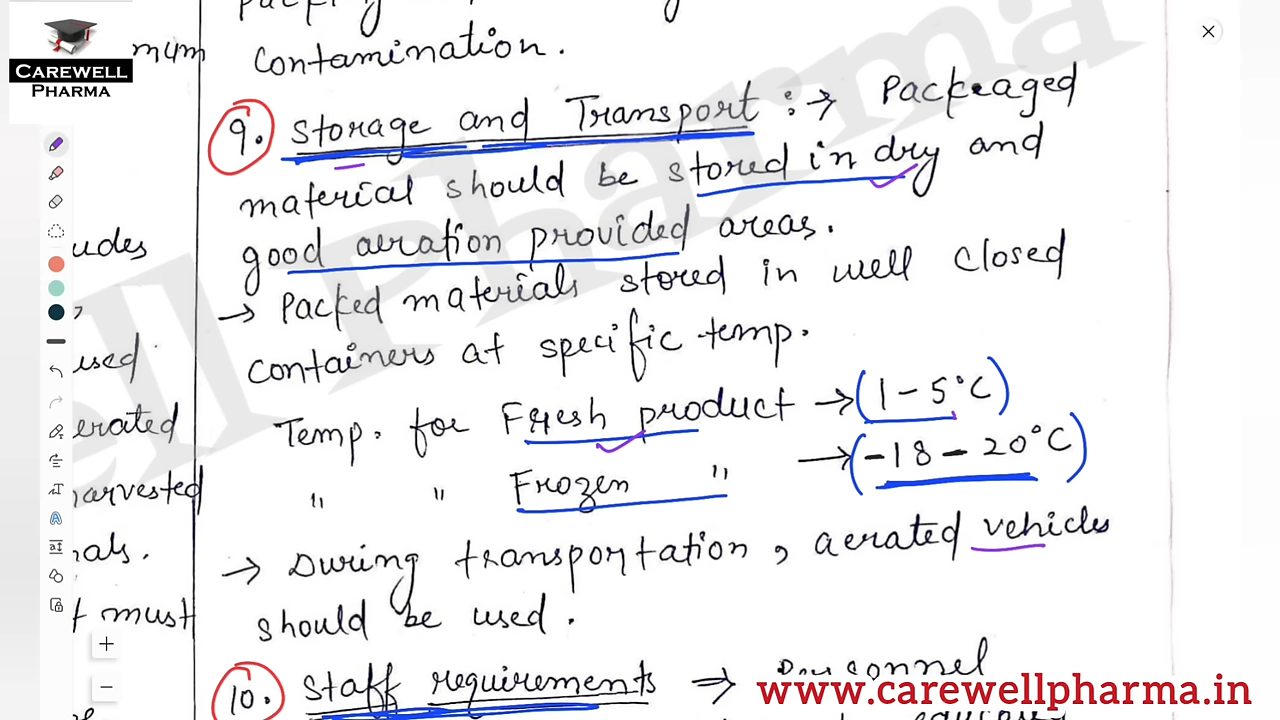 CAREWELL
PHARMA
contamination.
9. Storage and Transport :→ Packaged
material should be stored in dry and
good aeration provided areas.
→ Packed materials stored in well closed
containers at specific temp.
Temp. for Fresh product → (1 - 5°C)
" " Frozen " → (-18 - 20°C)
→ During transportation, aerated vehicles
should be used.
10. Staff requirements ⇒ Personnel
mum
udes
used.
erated
harvested
nals.
t must
www.carewellpharma.in